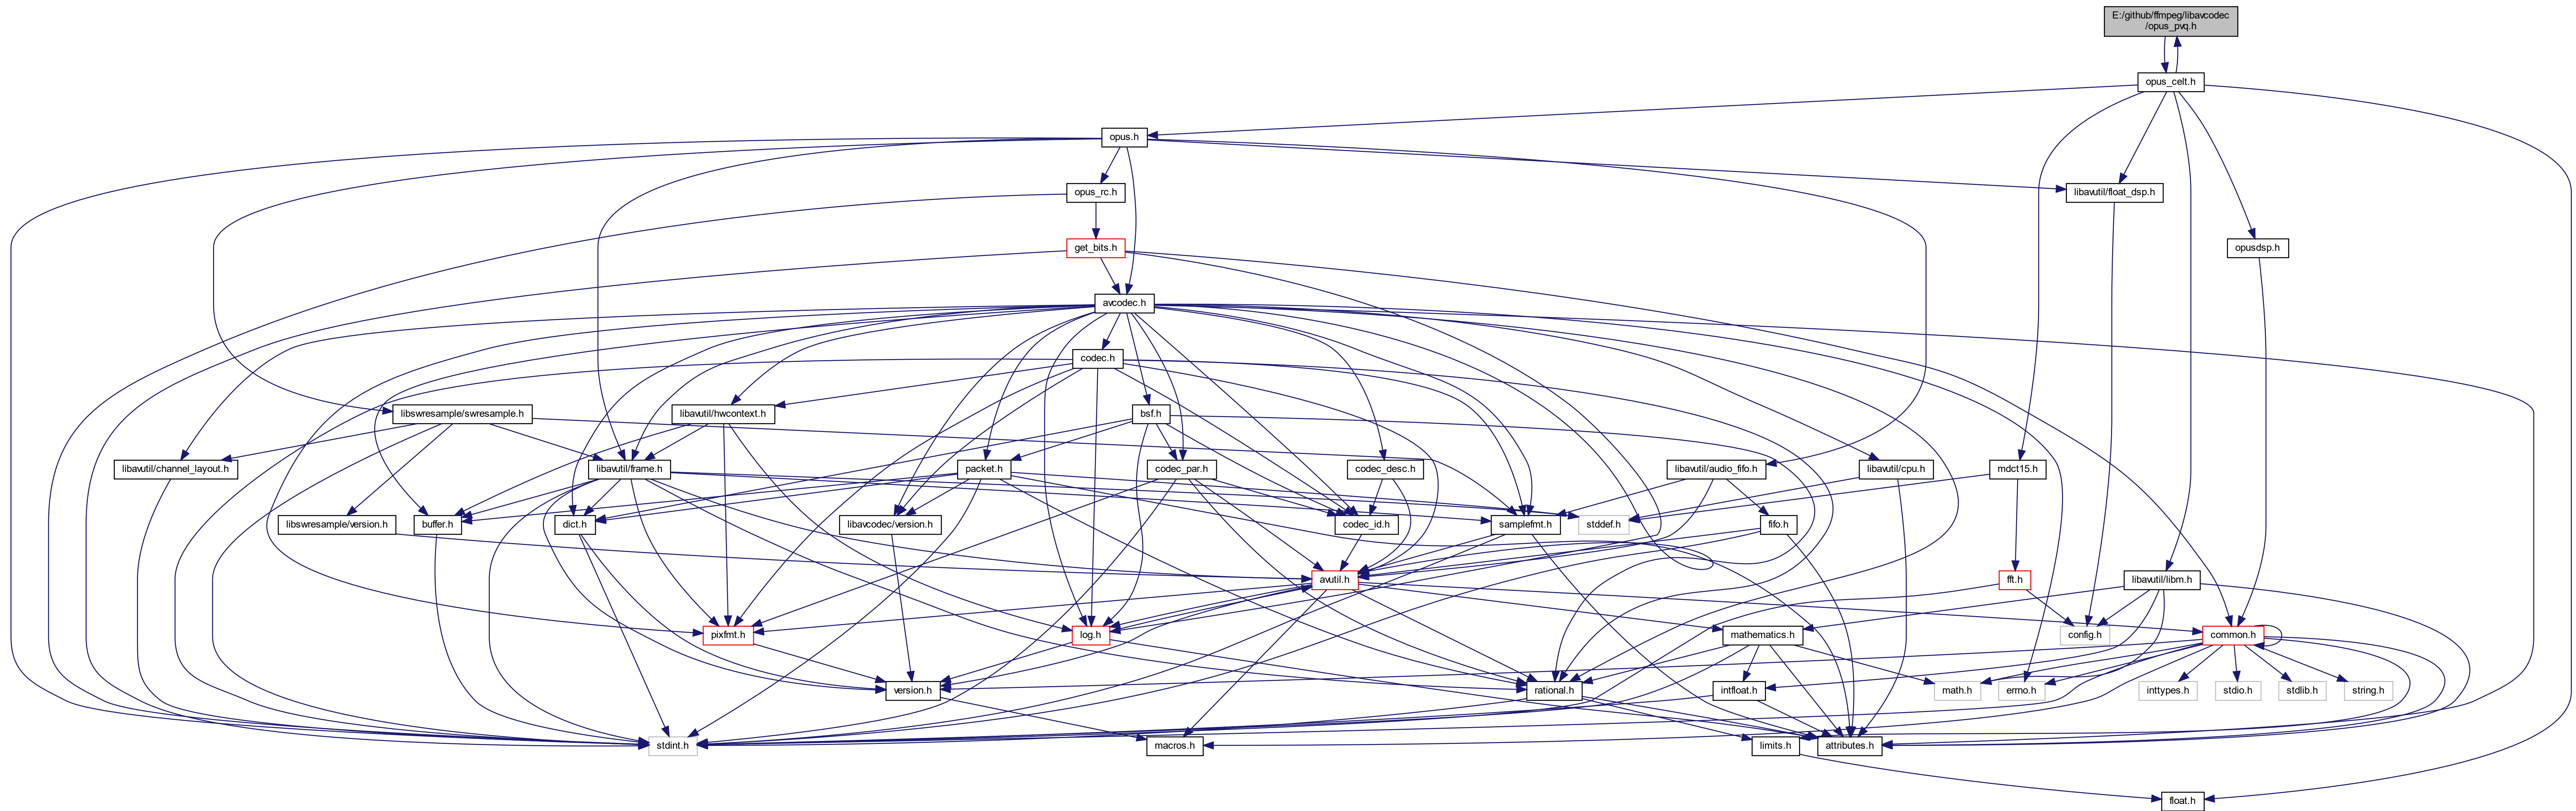 E:/github/ffmpeg/libavcodec
/opus_pvq.h
opus_celt.h
opus.h
opus_rc.h
libavutil/float_dsp.h
get_bits.h
opusdsp.h
avcodec.h
codec.h
libswresample/swresample.h
libavutil/hwcontext.h
bsf.h
libavutil/channel_layout.h
libavutil/frame.h
packet.h
codec_par.h
codec_desc.h
libavutil/audio_fifo.h
libavutil/cpu.h
mdct15.h
libswresample/version.h
buffer.h
dict.h
libavcodec/version.h
codec_id.h
samplefmt.h
stddef.h
fifo.h
avutil.h
fft.h
libavutil/libm.h
pixfmt.h
log.h
mathematics.h
config.h
common.h
version.h
rational.h
intfloat.h
math.h
errno.h
inttypes.h
stdio.h
stdlib.h
string.h
stdint.h
macros.h
limits.h
attributes.h
float.h